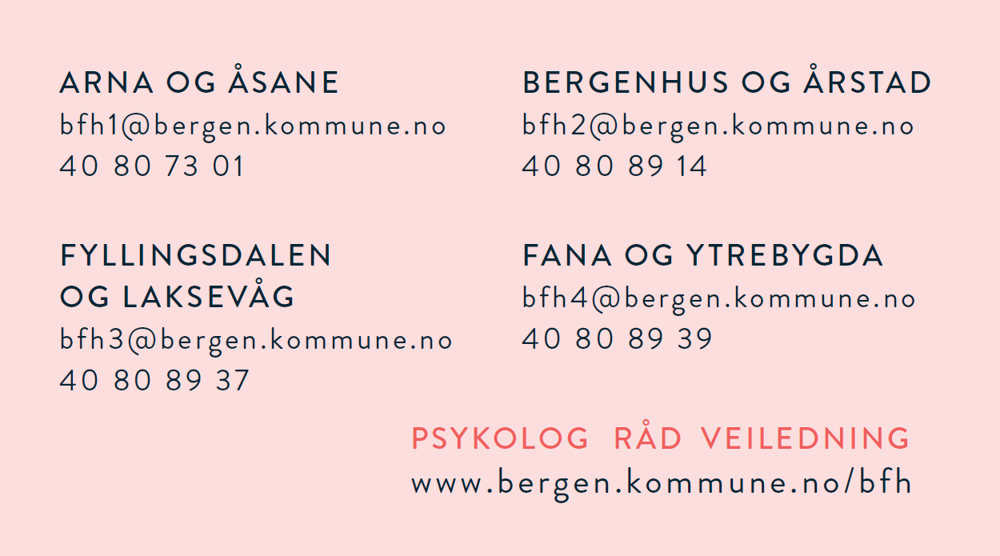 ARNA OG ÅSANE
bfh1@bergen.kommune.no
40 80 73 01
BERGENHUS OG ÅRSTAD
bfh2@bergen.kommune.no
40 80 89 14
FYLLINGSDALEN
OG LAKSEVÅG
bfh3@bergen.kommune.no
40 80 89 37
FANA OG YTREBYGDA
bfh4@bergen.kommune.no
40 80 89 39
PSYKOLOG RÅD VEILEDNING
www.bergen.kommune.no/bfh